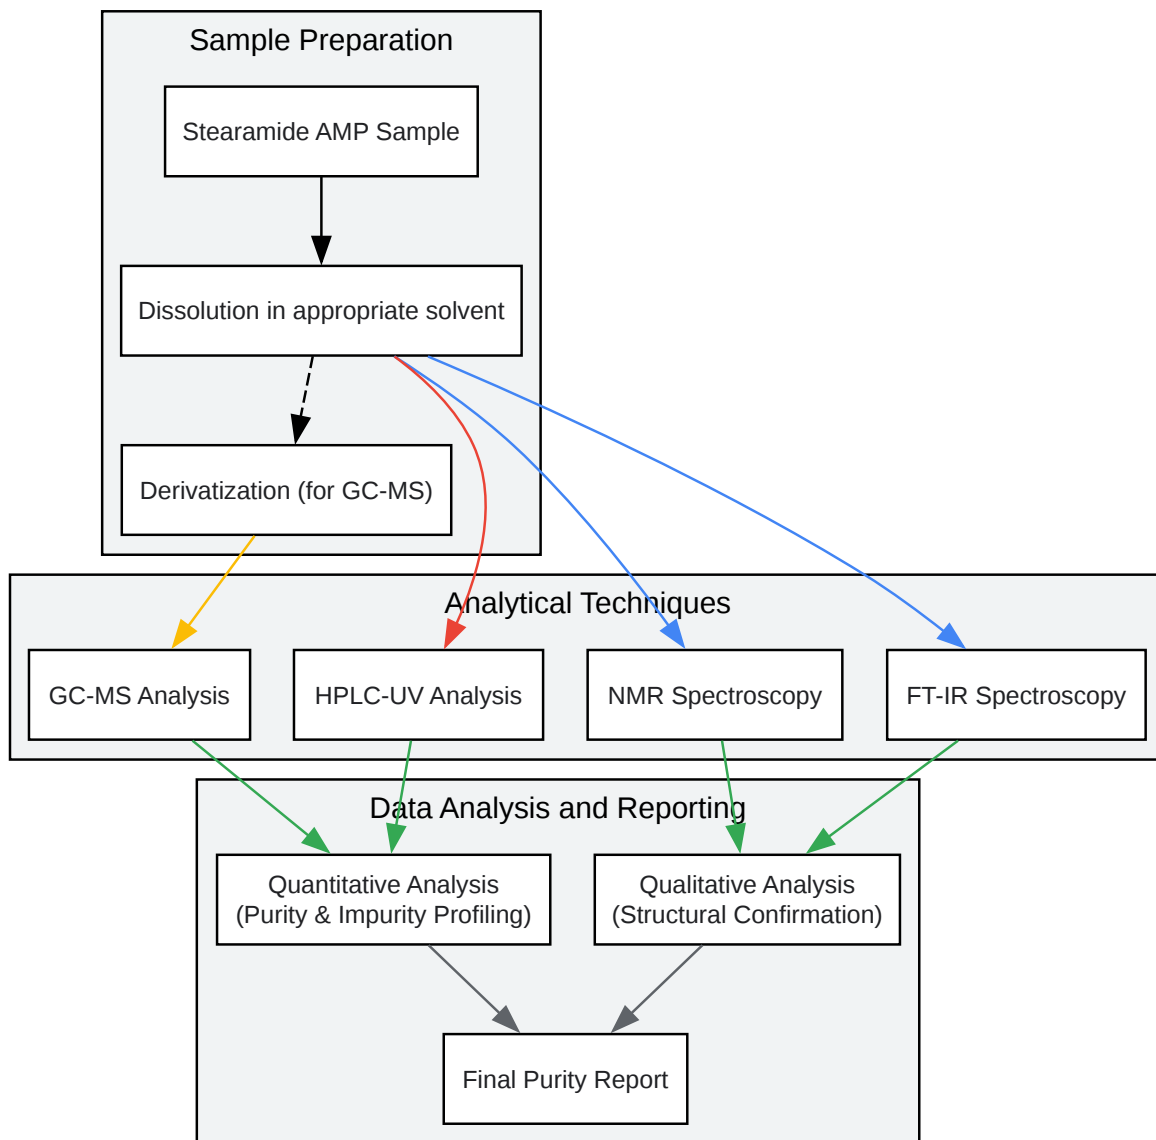 Sample Preparation
Stearamide AMP Sample
Dissolution in appropriate solvent
Derivatization (for GC-MS)
Analytical Techniques
GC-MS Analysis
HPLC-UV Analysis
NMR Spectroscopy
FT-IR Spectroscopy
Data Analysis and Reporting
Quantitative Analysis
(Purity & Impurity Profiling)
Qualitative Analysis
(Structural Confirmation)
Final Purity Report